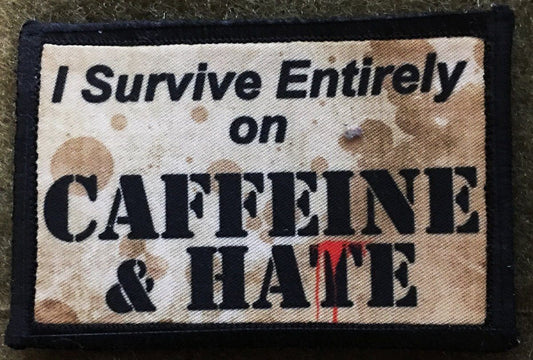 I Survive Entirely
on
CAFFEINE
& HATE